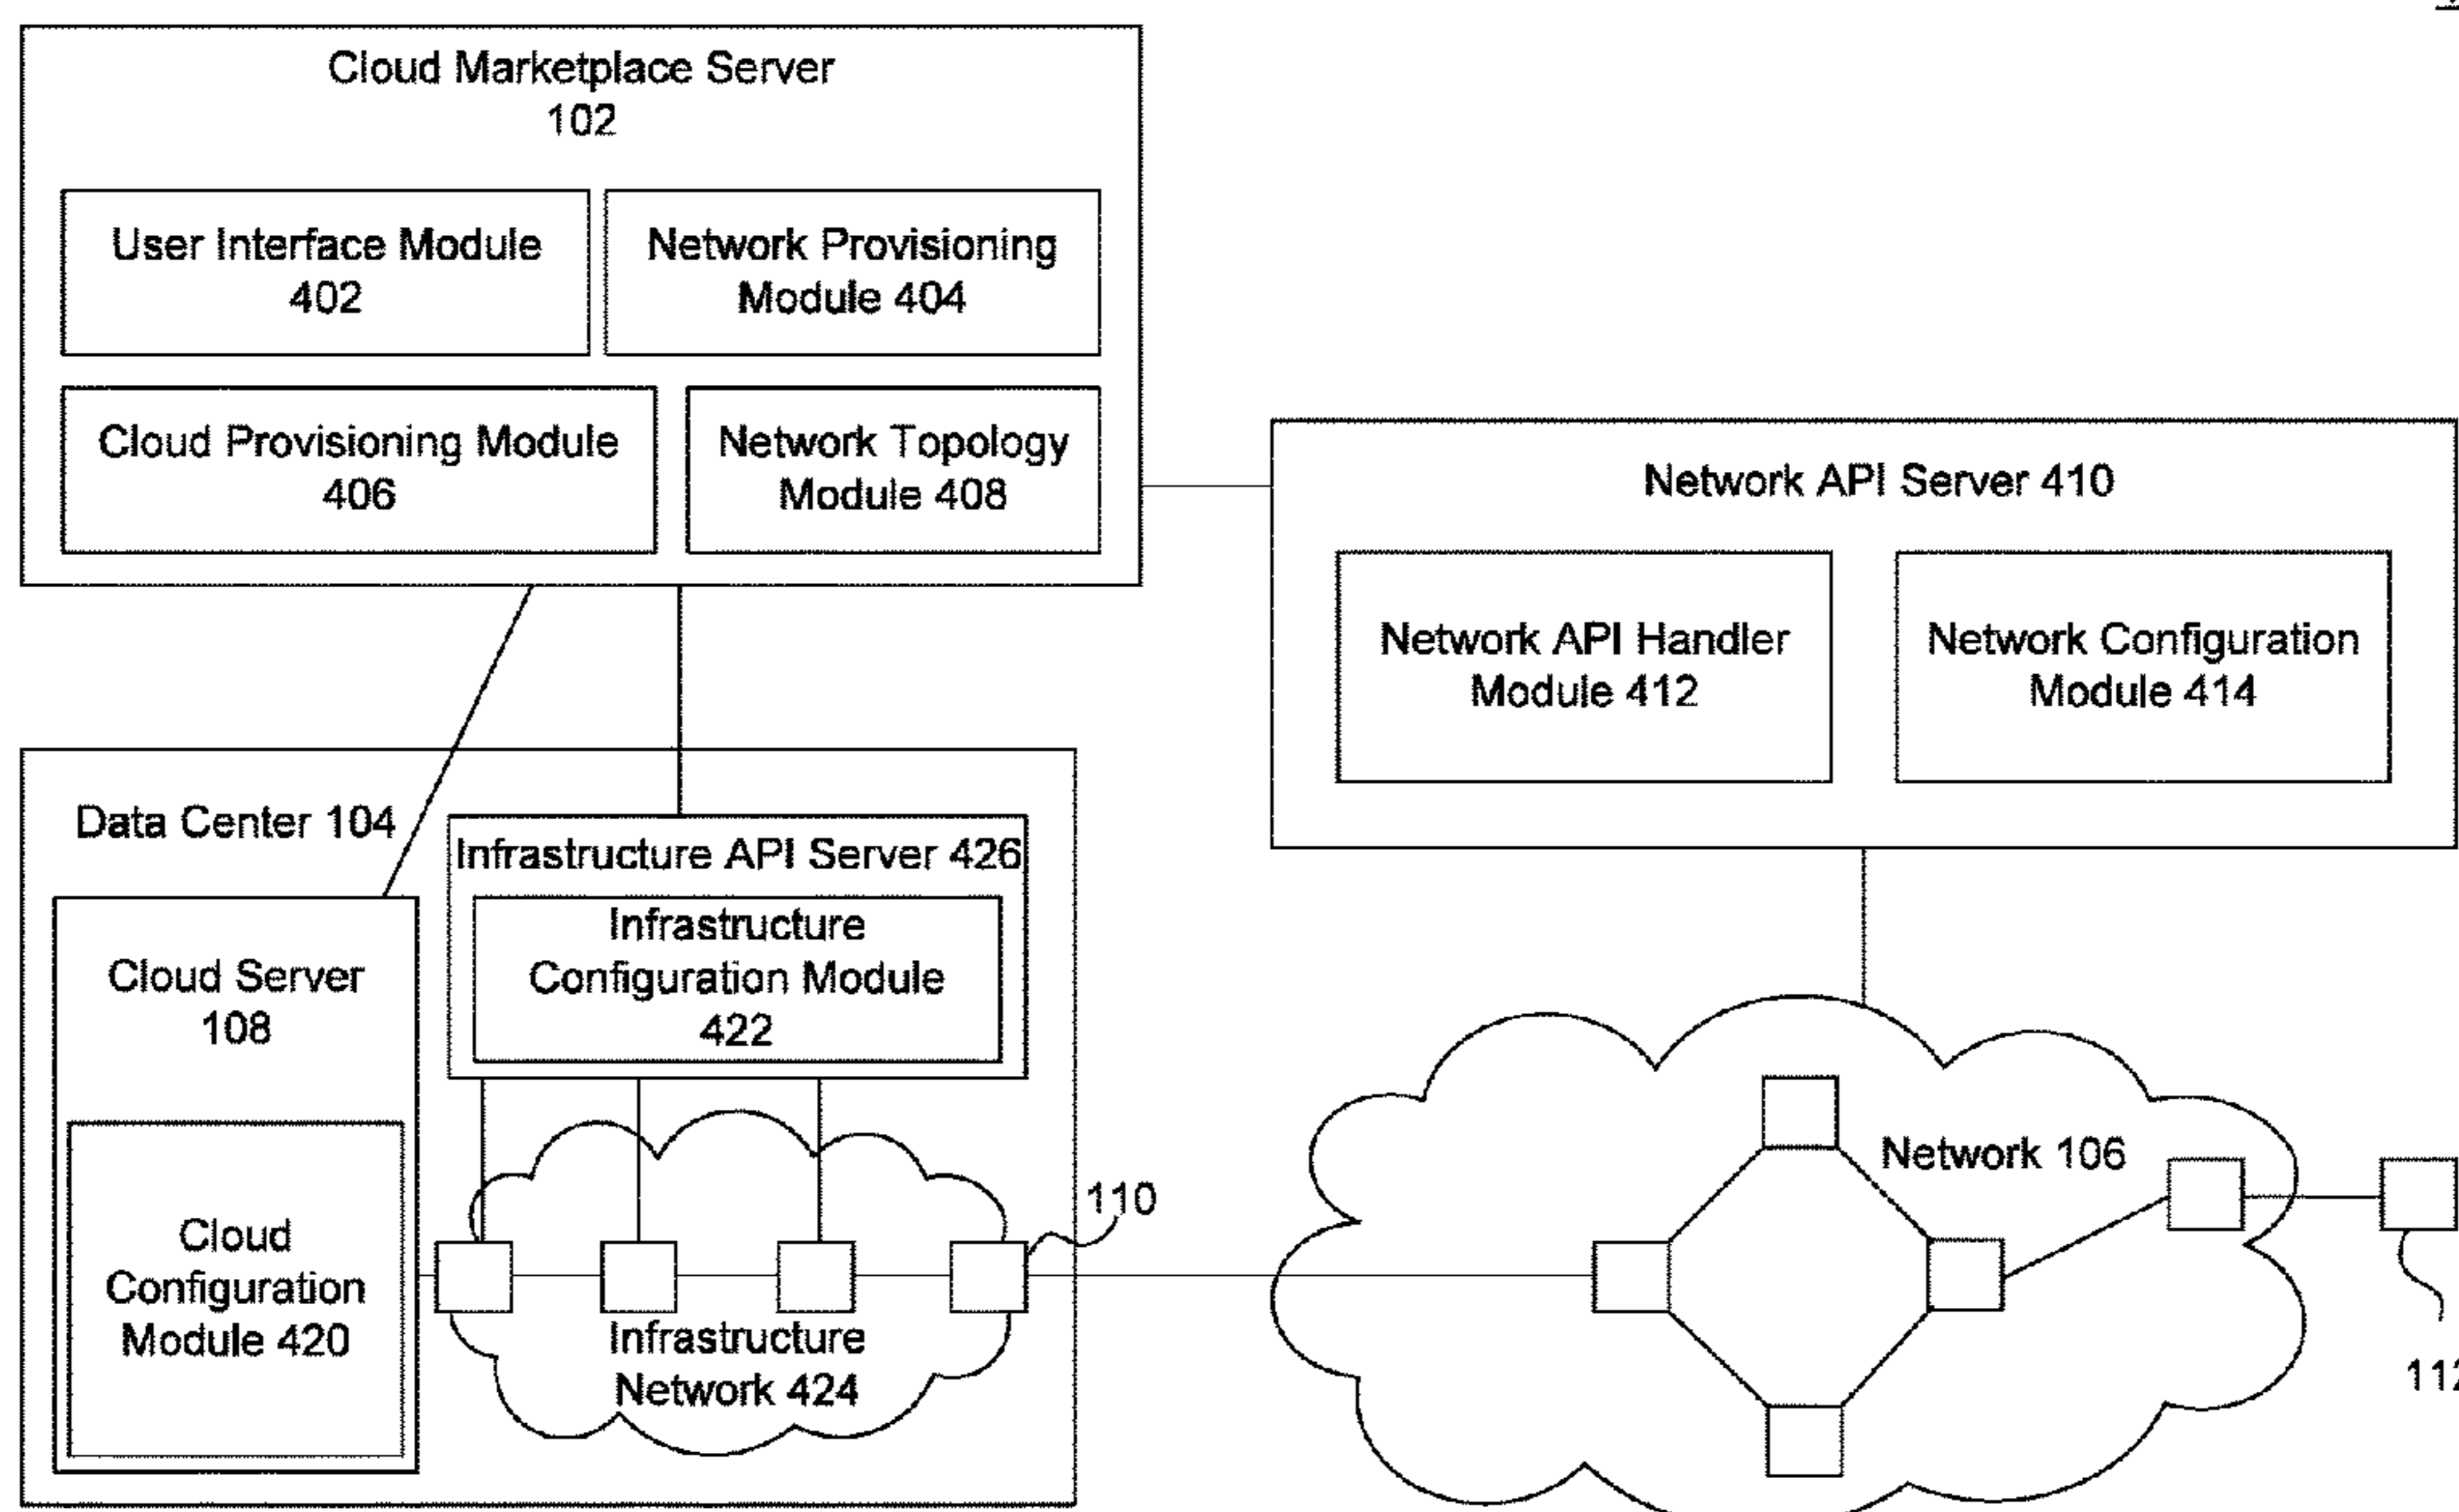 Cloud Marketplace Server
102
User Interface Module
402
Network Provisioning
Module 404
Cloud Provisioning Module
406
Network Topology
Module 408
Network API Server 410
Network API Handler
Module 412
Network Configuration
Module 414
Data Center 104
Infrastructure API Server 426
Infrastructure
Configuration Module
422
Cloud Server
108
Cloud
Configuration
Module 420
110
Infrastructure
Network 424
Network 106
112